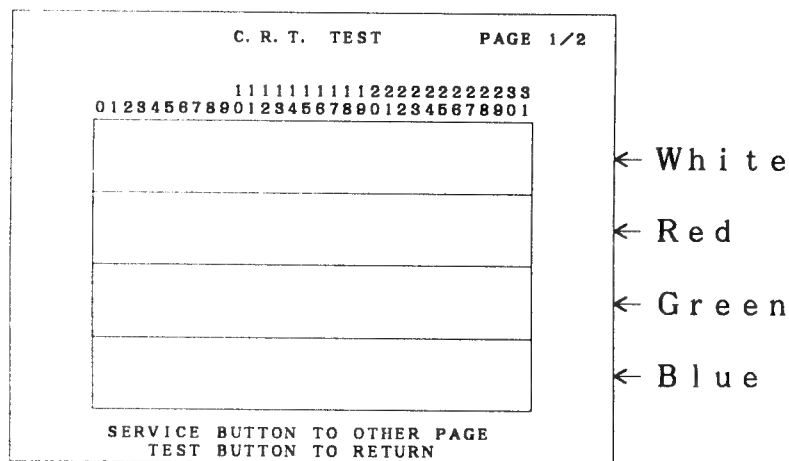 C. R. T. TEST PAGE 1/2
1111111111222222222233
01234567890123456789012345678901
← White
← Red
← Green
← Blue
SERVICE BUTTON TO OTHER PAGE
TEST BUTTON TO RETURN